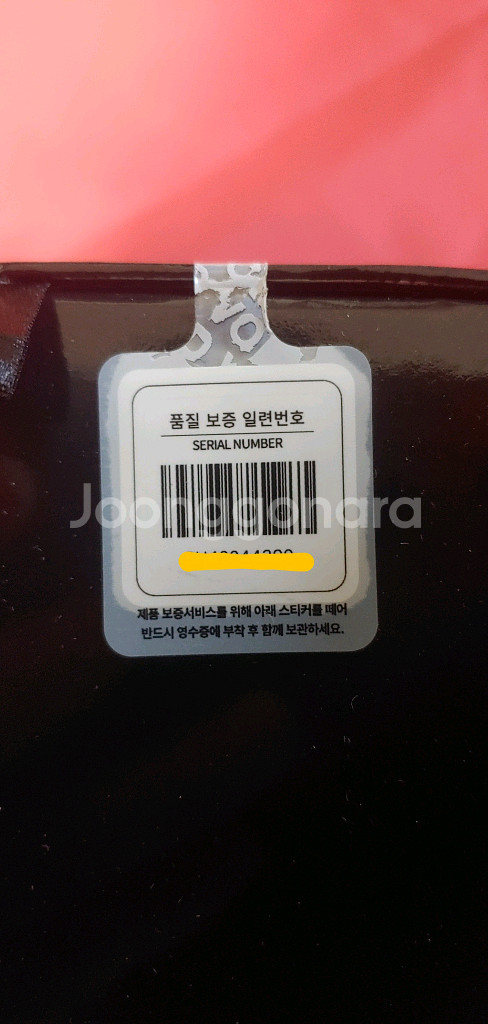 품질 보증 일련번호
SERIAL NUMBER
Joonggonara
제품 보증서비스를 위해 아래 스티커를 떼어
반드시 영수증에 부착 후 함께 보관하세요.